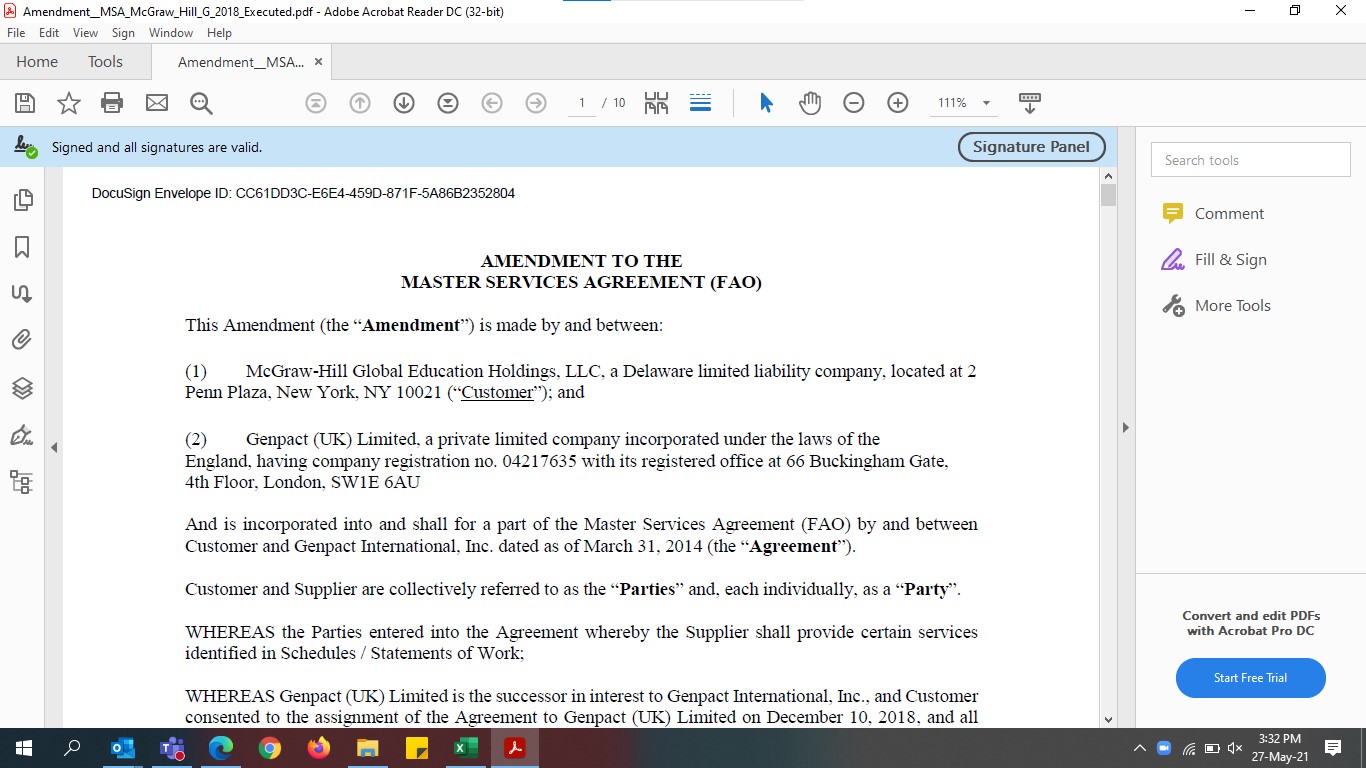 Amendment__MSA_McGraw_Hill_G_2018_Executed.pdf - Adobe Acrobat Reader DC (32-bit)
File Edit View Sign Window Help
Home Tools Amendment__MSA... ×
1 / 10 111%
Signed and all signatures are valid. Signature Panel
DocuSign Envelope ID: CC61DD3C-E6E4-459D-871F-5A86B2352804
AMENDMENT TO THE
MASTER SERVICES AGREEMENT (FAO)
This Amendment (the “Amendment”) is made by and between:
(1) McGraw-Hill Global Education Holdings, LLC, a Delaware limited liability company, located at 2
Penn Plaza, New York, NY 10021 (“Customer”); and
(2) Genpact (UK) Limited, a private limited company incorporated under the laws of the
England, having company registration no. 04217635 with its registered office at 66 Buckingham Gate,
4th Floor, London, SW1E 6AU
And is incorporated into and shall for a part of the Master Services Agreement (FAO) by and between
Customer and Genpact International, Inc. dated as of March 31, 2014 (the “Agreement”).
Customer and Supplier are collectively referred to as the “Parties” and, each individually, as a “Party”.
WHEREAS the Parties entered into the Agreement whereby the Supplier shall provide certain services
identified in Schedules / Statements of Work;
WHEREAS Genpact (UK) Limited is the successor in interest to Genpact International, Inc., and Customer
consented to the assignment of the Agreement to Genpact (UK) Limited on December 10, 2018, and all
Search tools
Comment
Fill & Sign
More Tools
Convert and edit PDFs
with Acrobat Pro DC
Start Free Trial
3:32 PM
27-May-21